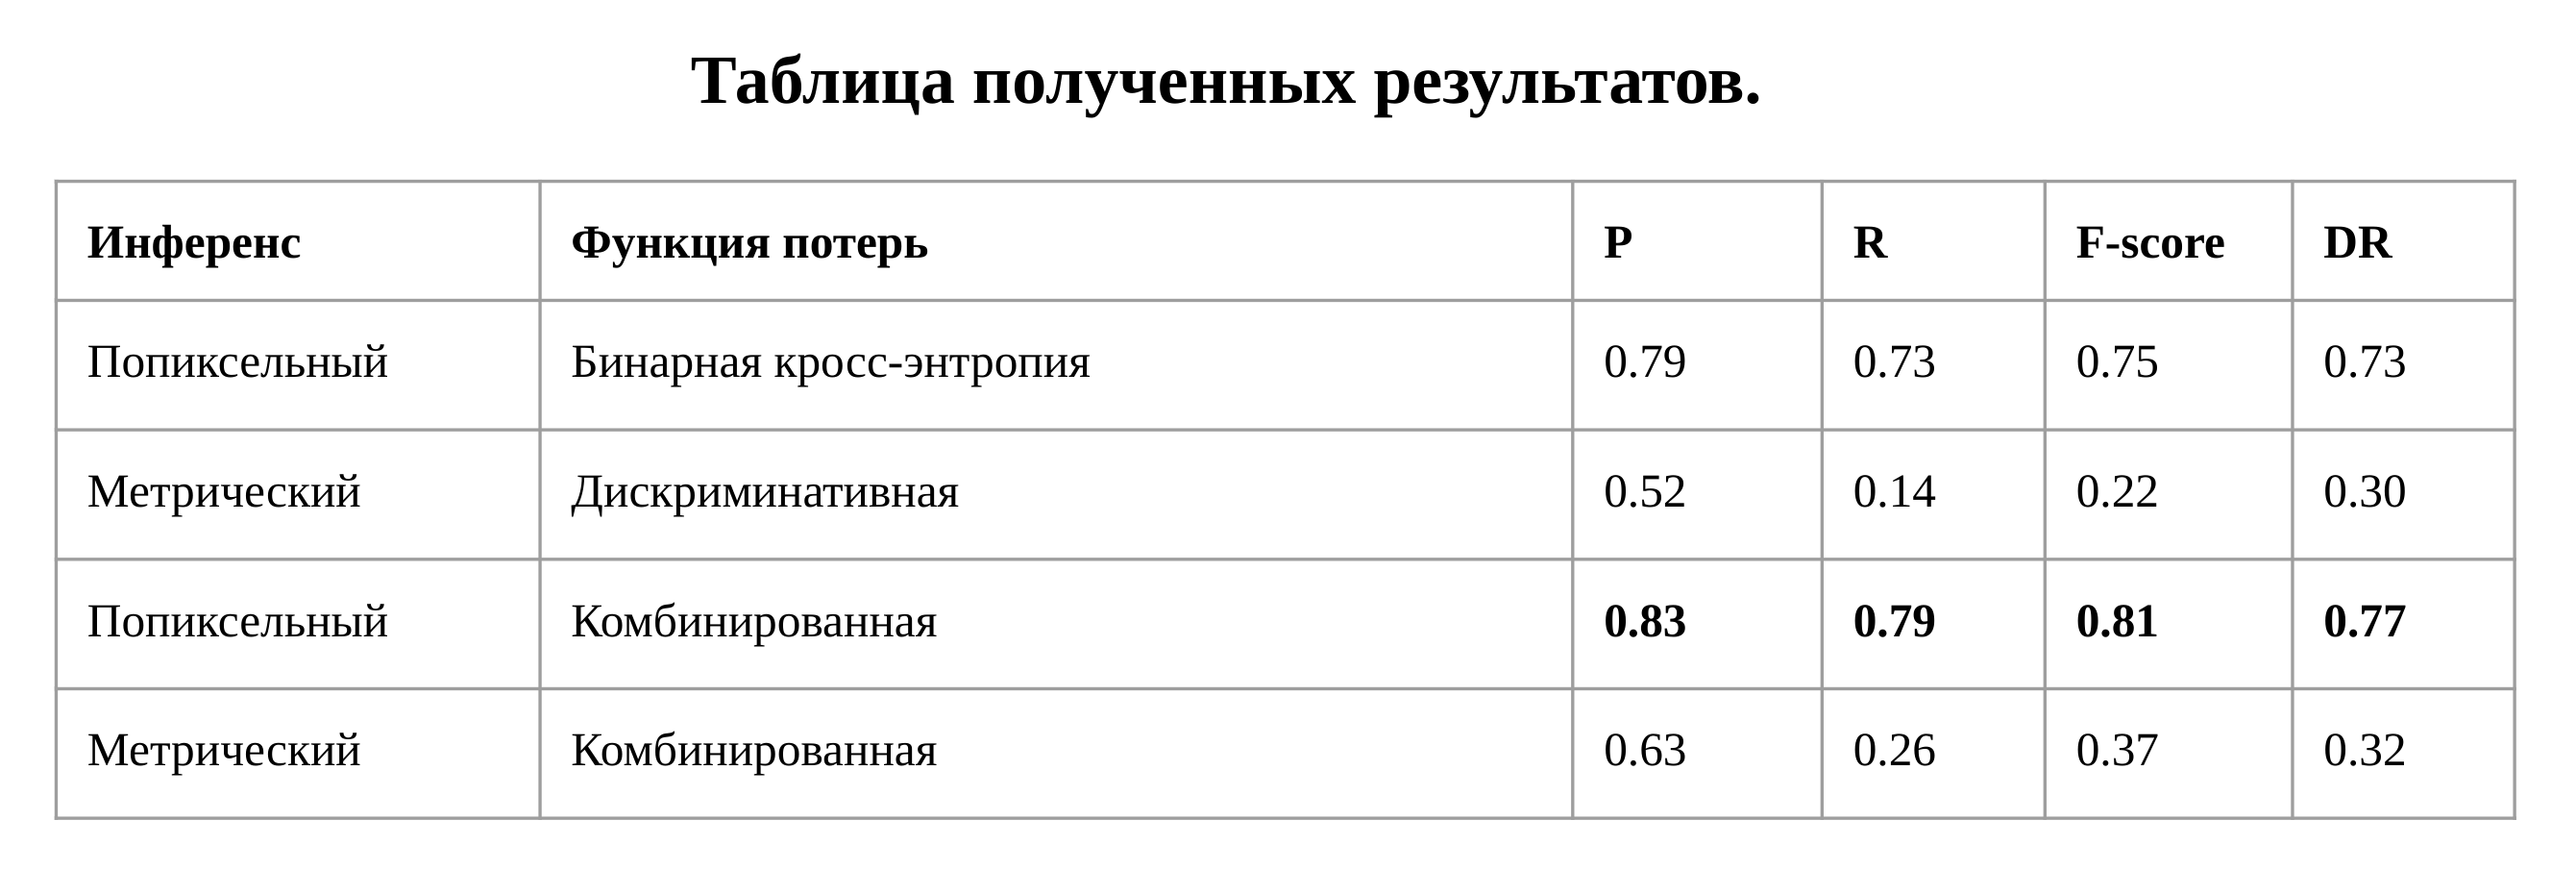 Таблица полученных результатов.
Инференс Функция потерь P R F-score DR
Попиксельный Бинарная кросс-энтропия 0.79 0.73 0.75 0.73
Метрический Дискриминативная 0.52 0.14 0.22 0.30
Попиксельный Комбинированная 0.83 0.79 0.81 0.77
Метрический Комбинированная 0.63 0.26 0.37 0.32